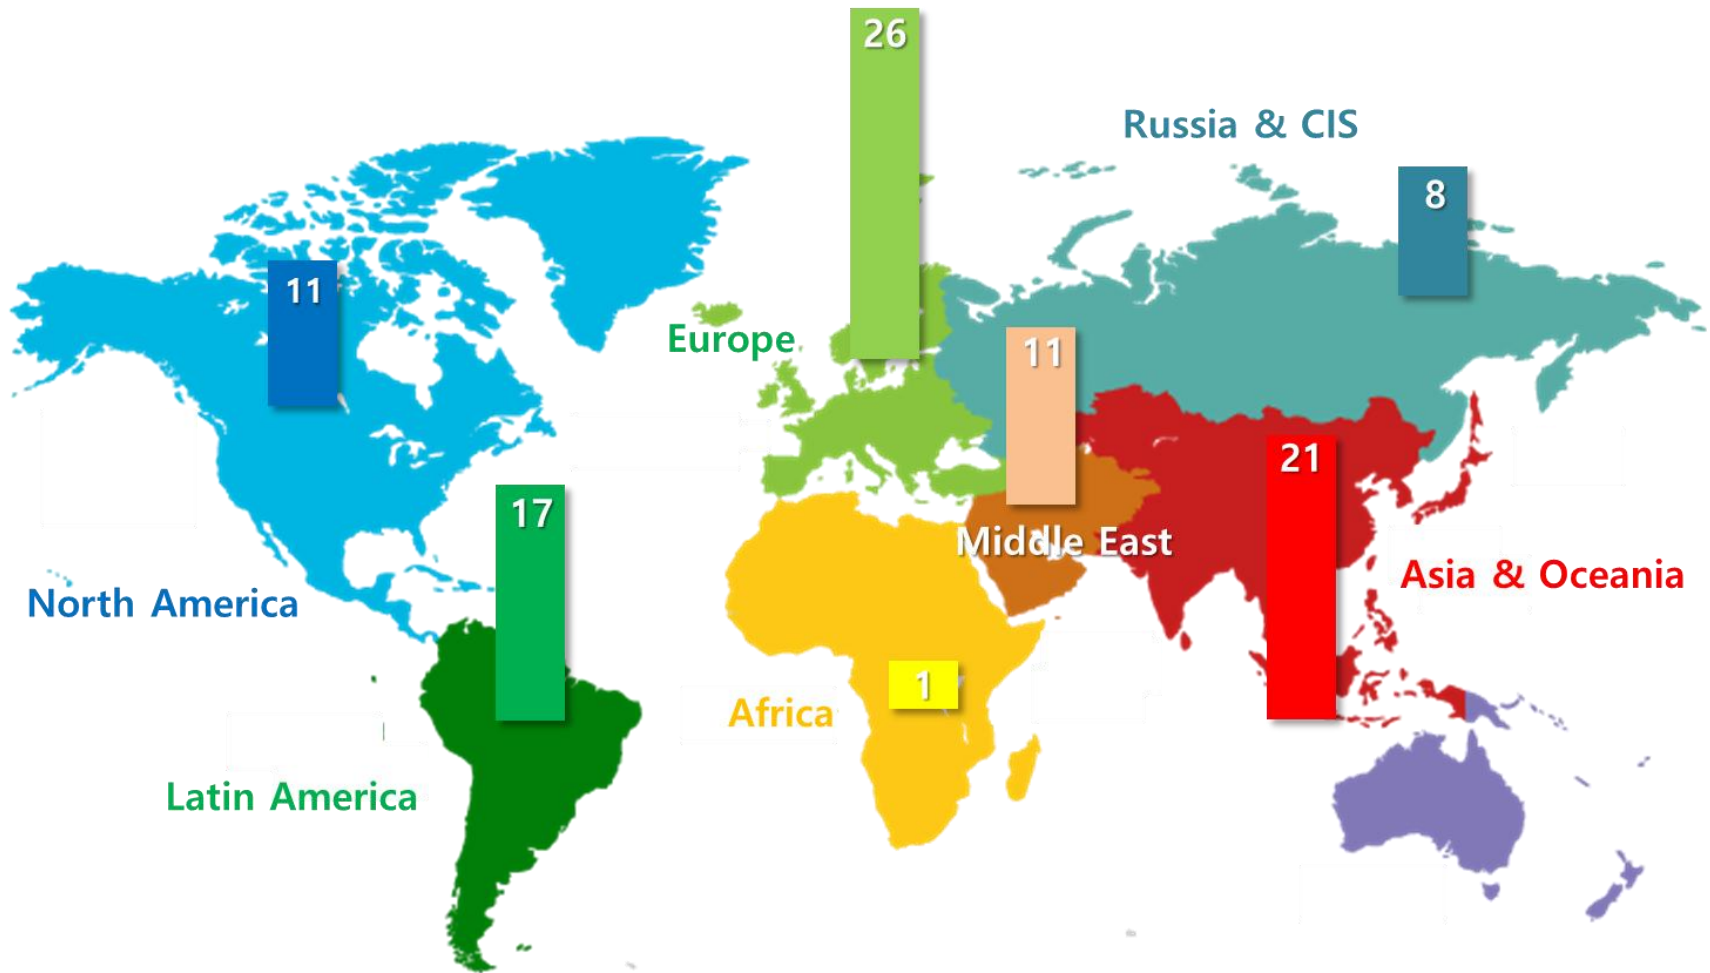 26
Russia & CIS
8
11
Europe
11
21
17
Middle East
Asia & Oceania
North America
1
Africa
Latin America